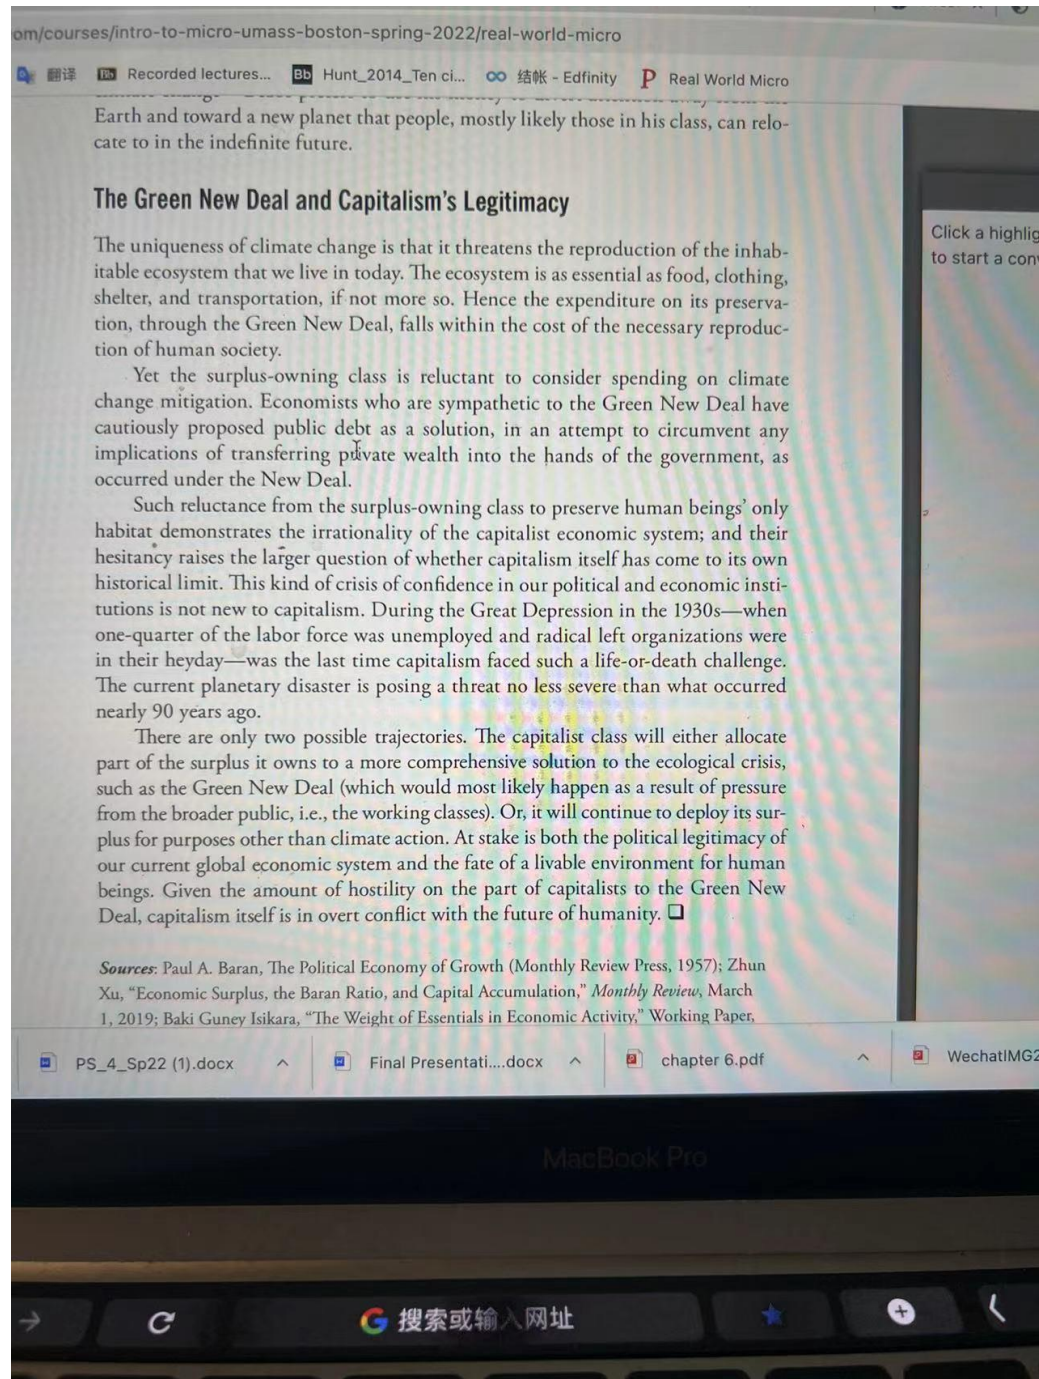 om/courses/intro-to-micro-umass-boston-spring-2022/real-world-micro
翻译 Recorded lectures... Bb Hunt_2014_Ten ci... 结帐 - Edfinity P Real World Micro
Earth and toward a new planet that people, mostly likely those in his class, can relo-
cate to in the indefinite future.
The Green New Deal and Capitalism's Legitimacy
The uniqueness of climate change is that it threatens the reproduction of the inhab-
itable ecosystem that we live in today. The ecosystem is as essential as food, clothing,
shelter, and transportation, if not more so. Hence the expenditure on its preserva-
tion, through the Green New Deal, falls within the cost of the necessary reproduc-
tion of human society.
Yet the surplus-owning class is reluctant to consider spending on climate
change mitigation. Economists who are sympathetic to the Green New Deal have
cautiously proposed public debt as a solution, in an attempt to circumvent any
implications of transferring private wealth into the hands of the government, as
occurred under the New Deal.
Such reluctance from the surplus-owning class to preserve human beings' only
habitat demonstrates the irrationality of the capitalist economic system; and their
hesitancy raises the larger question of whether capitalism itself has come to its own
historical limit. This kind of crisis of confidence in our political and economic insti-
tutions is not new to capitalism. During the Great Depression in the 1930s—when
one-quarter of the labor force was unemployed and radical left organizations were
in their heyday—was the last time capitalism faced such a life-or-death challenge.
The current planetary disaster is posing a threat no less severe than what occurred
nearly 90 years ago.
There are only two possible trajectories. The capitalist class will either allocate
part of the surplus it owns to a more comprehensive solution to the ecological crisis,
such as the Green New Deal (which would most likely happen as a result of pressure
from the broader public, i.e., the working classes). Or, it will continue to deploy its sur-
plus for purposes other than climate action. At stake is both the political legitimacy of
our current global economic system and the fate of a livable environment for human
beings. Given the amount of hostility on the part of capitalists to the Green New
Deal, capitalism itself is in overt conflict with the future of humanity. ❑
Sources: Paul A. Baran, The Political Economy of Growth (Monthly Review Press, 1957); Zhun
Xu, “Economic Surplus, the Baran Ratio, and Capital Accumulation,” Monthly Review, March
1, 2019; Baki Guney Isikara, “The Weight of Essentials in Economic Activity,” Working Paper,
Click a highlig
to start a con
PS_4_Sp22 (1).docx
Final Presentati....docx
chapter 6.pdf
WechatIMG2
MacBook Pro
搜索或输入网址